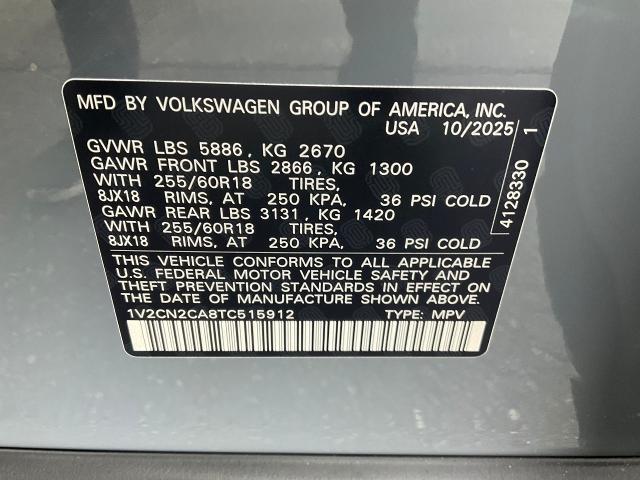 MFD BY VOLKSWAGEN GROUP OF AMERICA, INC.
USA 10/2025
GVWR LBS 5886, KG 2670
GAWR FRONT LBS 2866, KG 1300
WITH 255/60R18 TIRES,
8JX18 RIMS, AT 250 KPA, 36 PSI COLD
GAWR REAR LBS 3131, KG 1420
WITH 255/60R18 TIRES,
8JX18 RIMS, AT 250 KPA, 36 PSI COLD
THIS VEHICLE CONFORMS TO ALL APPLICABLE
U.S. FEDERAL MOTOR VEHICLE SAFETY AND
THEFT PREVENTION STANDARDS IN EFFECT ON
THE DATE OF MANUFACTURE SHOWN ABOVE.
1V2CN2CA8TC515912 TYPE: MPV
4128330 1